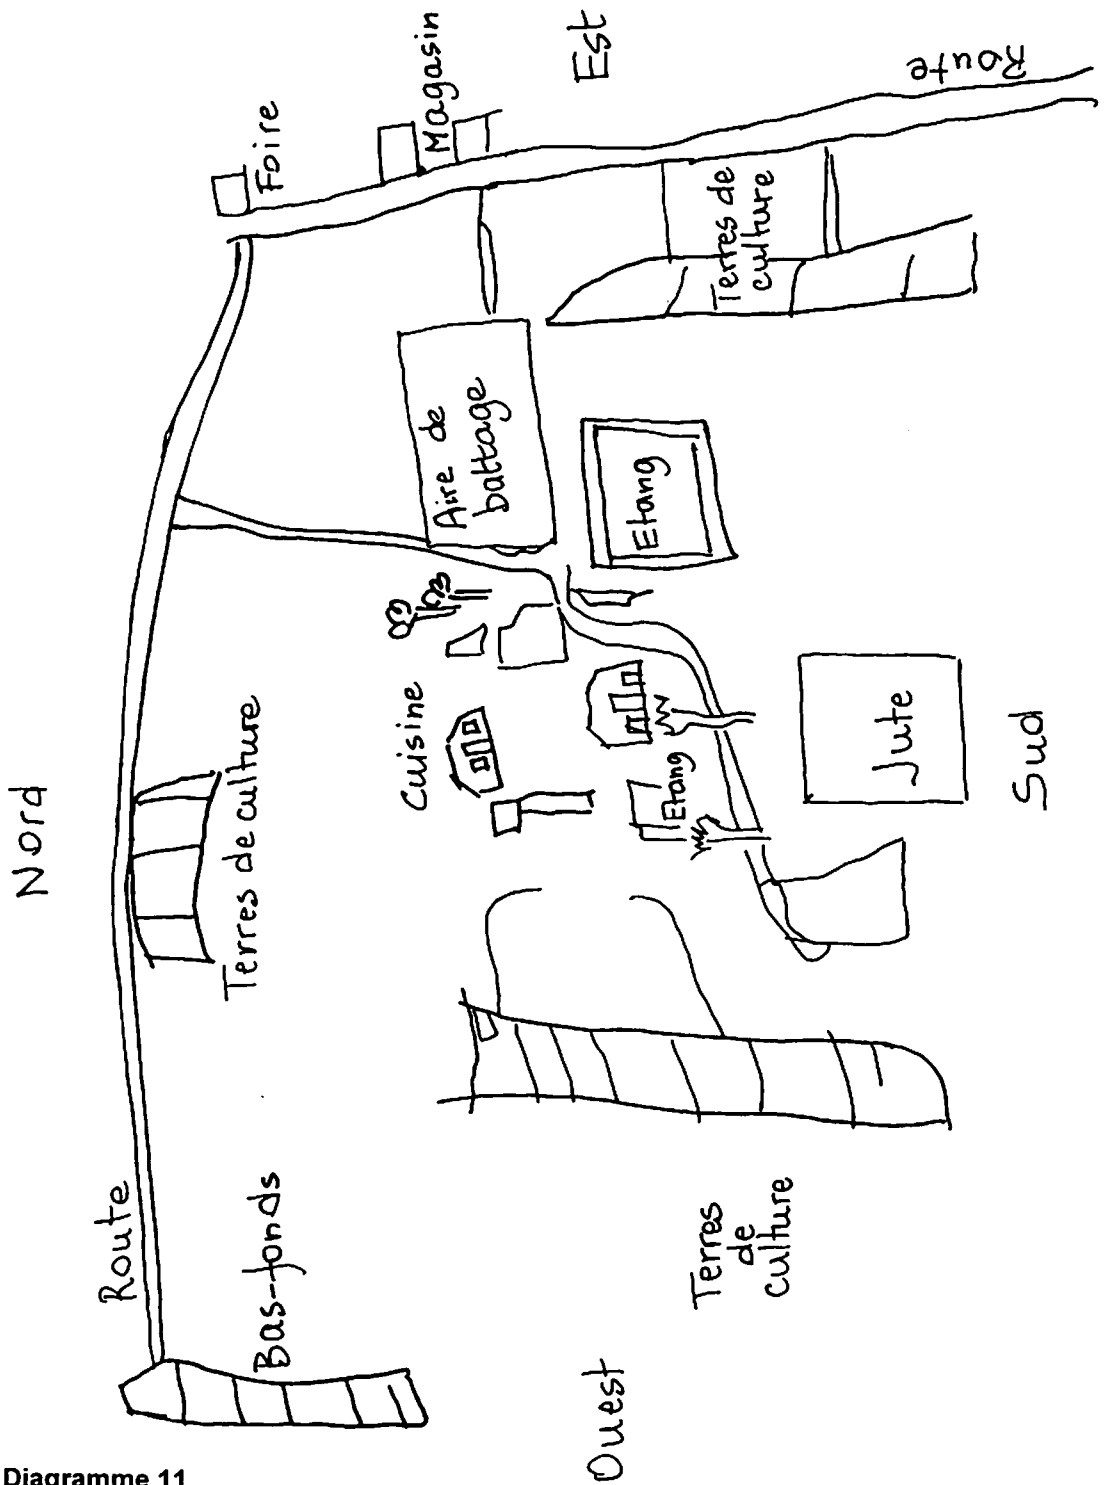 Nord
Route
Foire
Magasin
Est
Route
Terres de culture
Bas-fonds
Cuisine
Aire de
battage
Terres de
culture
Etang
Etang
Jute
Terres
de
culture
Ouest
Sud
Diagramme 11